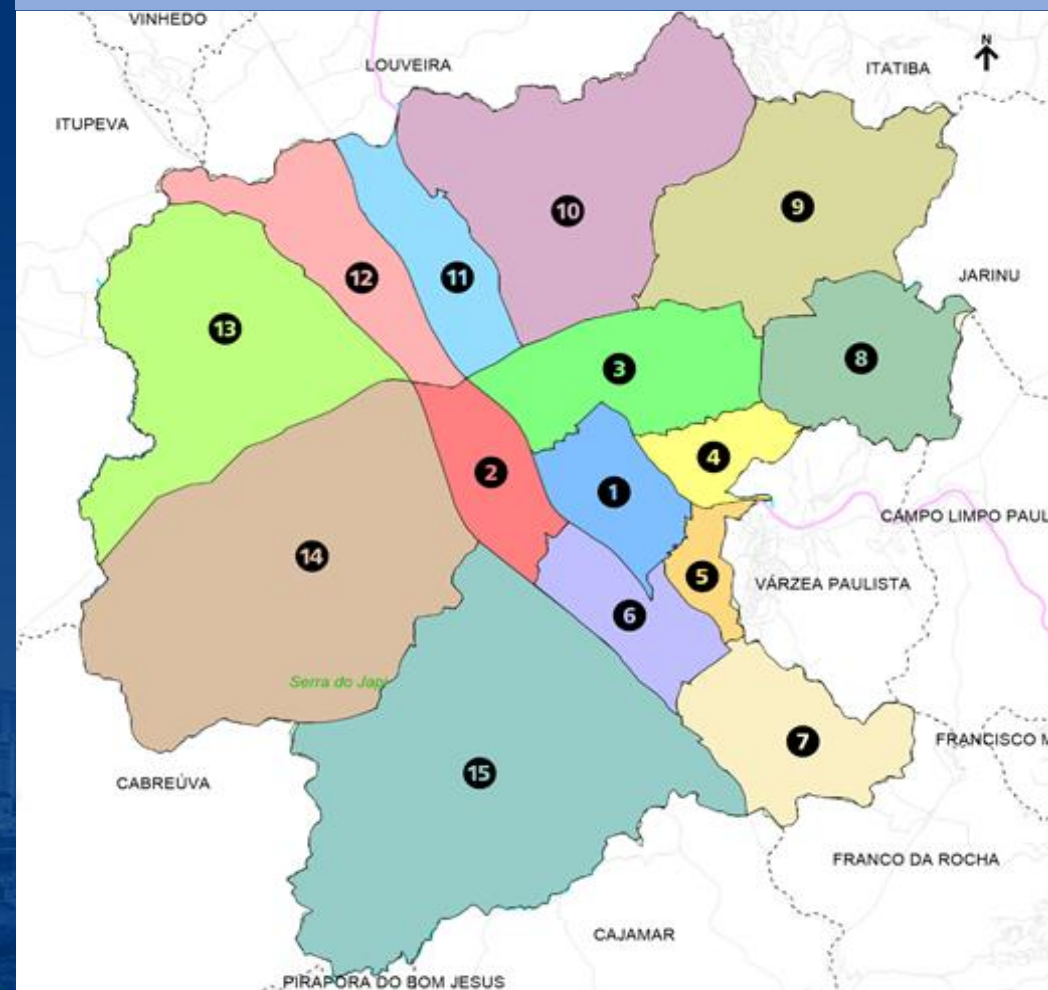 VINHEDO
LOUVEIRA
N
ITATIBA
ITUPEVA
10
9
11
12
JARINU
13
8
3
4
2
1
CAMPO LIMPO PAUL
14
5
VÁRZEA PAULISTA
6
Serra do Japi
7
FRANCISCO M
15
CABREÚVA
FRANCO DA ROCHA
CAJAMAR
PIRAPORA DO BOM JESUS